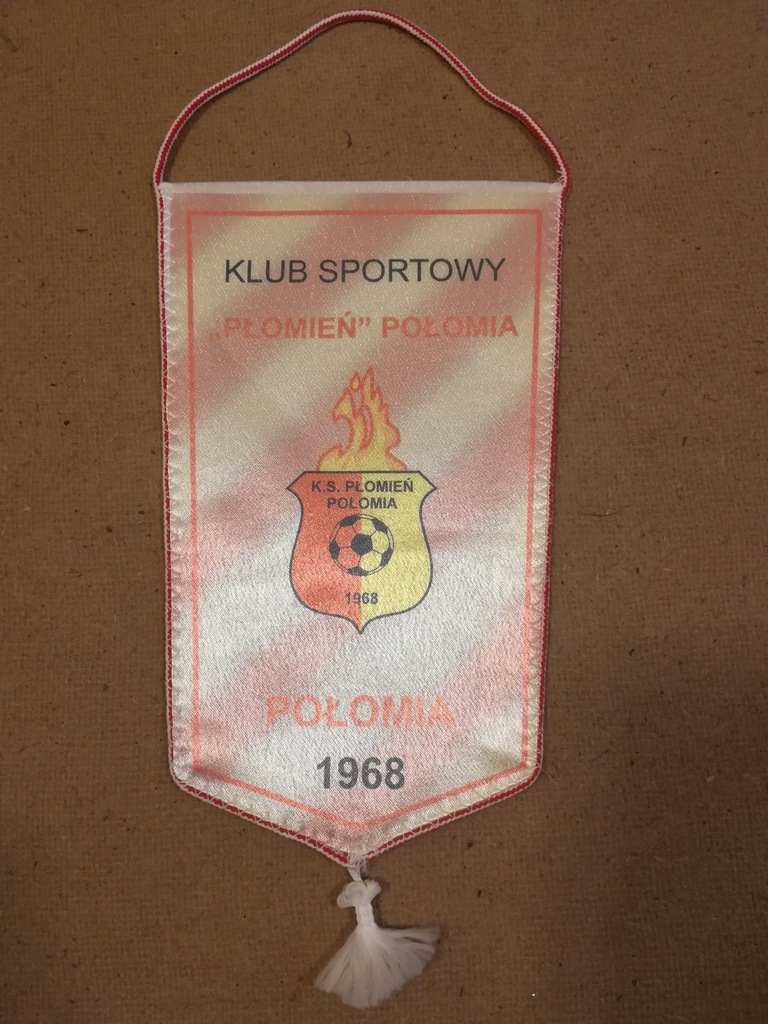 KLUB SPORTOWY
„PŁOMIEŃ” POŁOMIA
K.S. PŁOMIEŃ
POŁOMIA
1968
POŁOMIA
1968